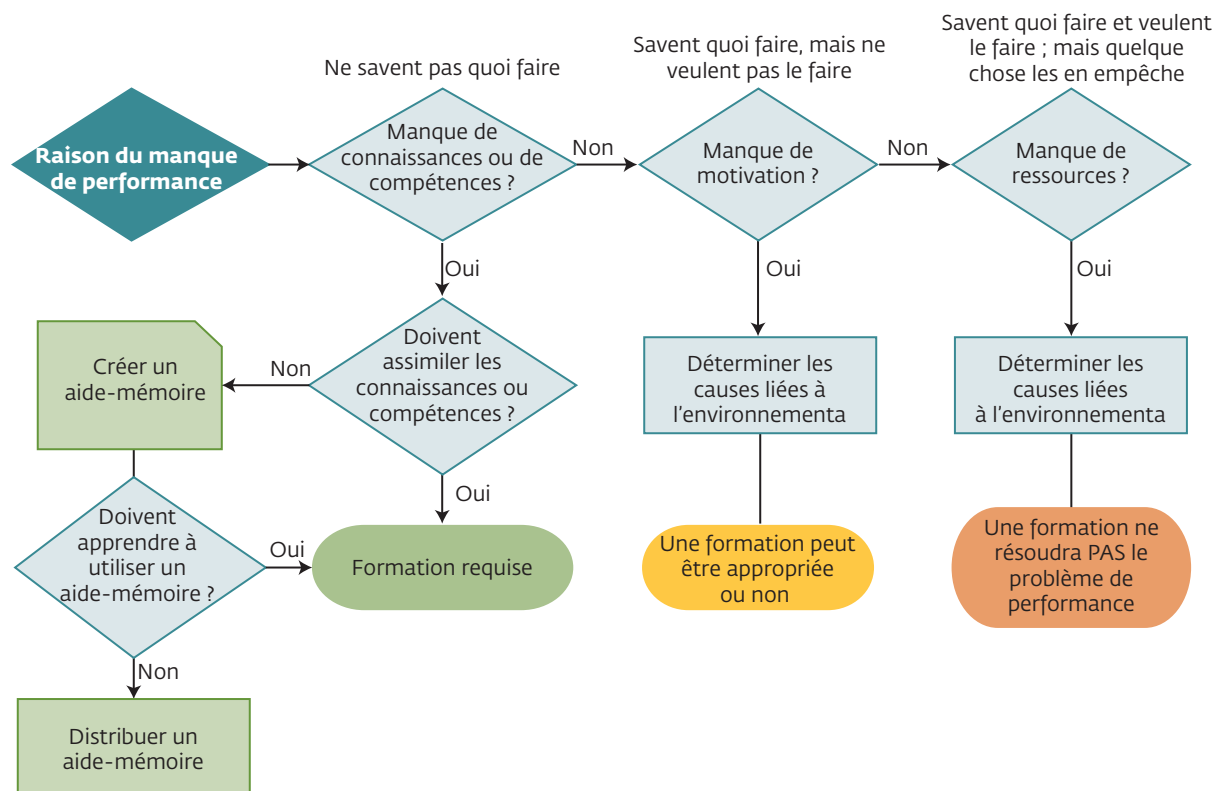 Savent quoi faire et veulent
le faire ; mais quelque
chose les en empêche
Savent quoi faire, mais ne
veulent pas le faire
Ne savent pas quoi faire
Raison du manque
de performance
Manque de
connaissances ou de
compétences ?
Non
Manque de
motivation ?
Non
Manque de
ressources ?
Oui
Oui
Oui
Créer un
aide-mémoire
Non
Doivent
assimiler les
connaissances ou
compétences ?
Déterminer les
causes liées à
l'environnementa
Déterminer les
causes liées
à l'environnementa
Oui
Doivent
apprendre à
utiliser un
aide-mémoire ?
Oui
Formation requise
Une formation peut
être appropriée
ou non
Une formation ne
résoudra PAS le
problème de
performance
Non
Distribuer un
aide-mémoire